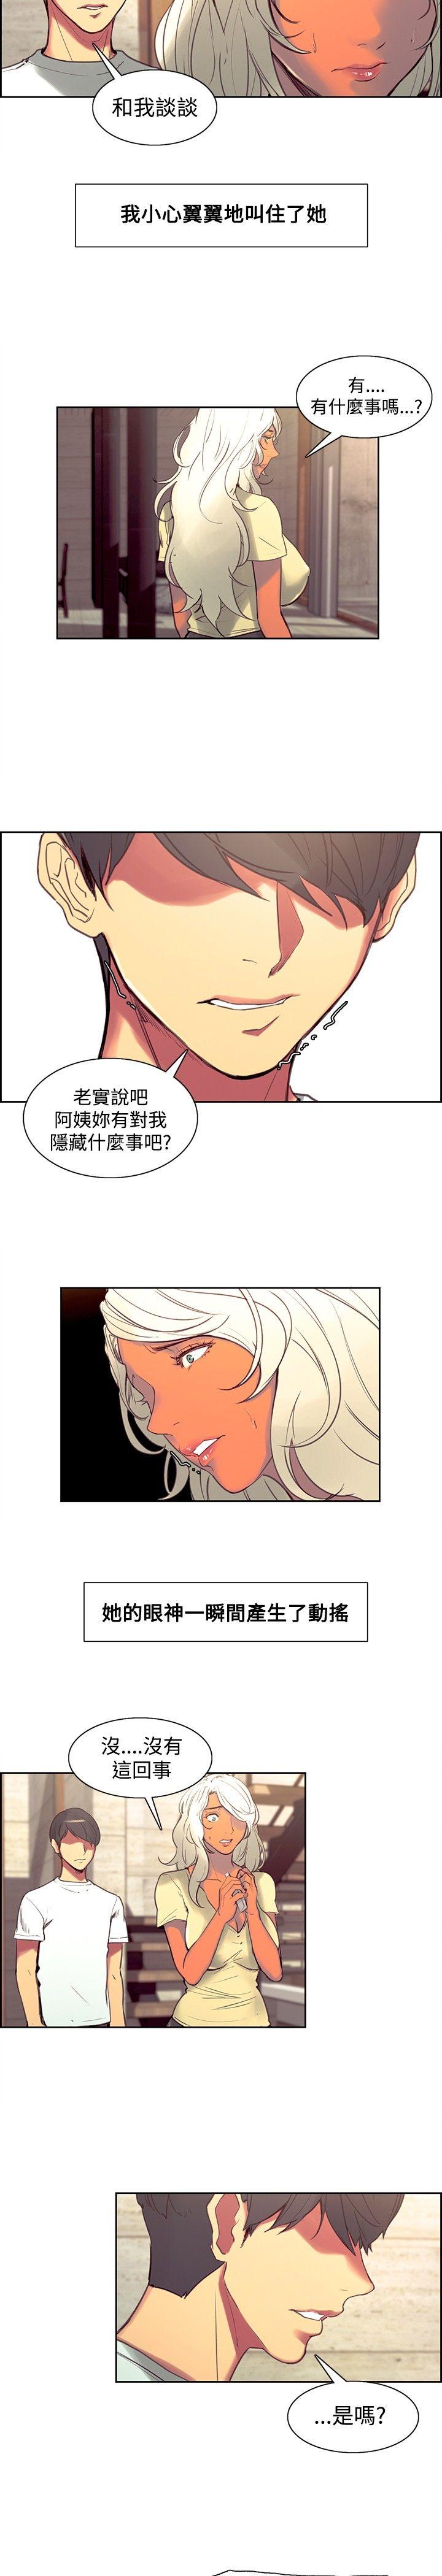 和我談談
我小心翼翼地叫住了她
有....
有什麼事嗎...?
老實說吧
阿姨妳有對我
隱藏什麼事吧?
她的眼神一瞬間產生了動搖
沒....沒有
這回事
...是嗎?